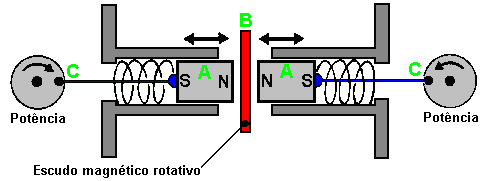 B
C
S A N
N A S
C
Potência
Potência
Escudo magnético rotativo